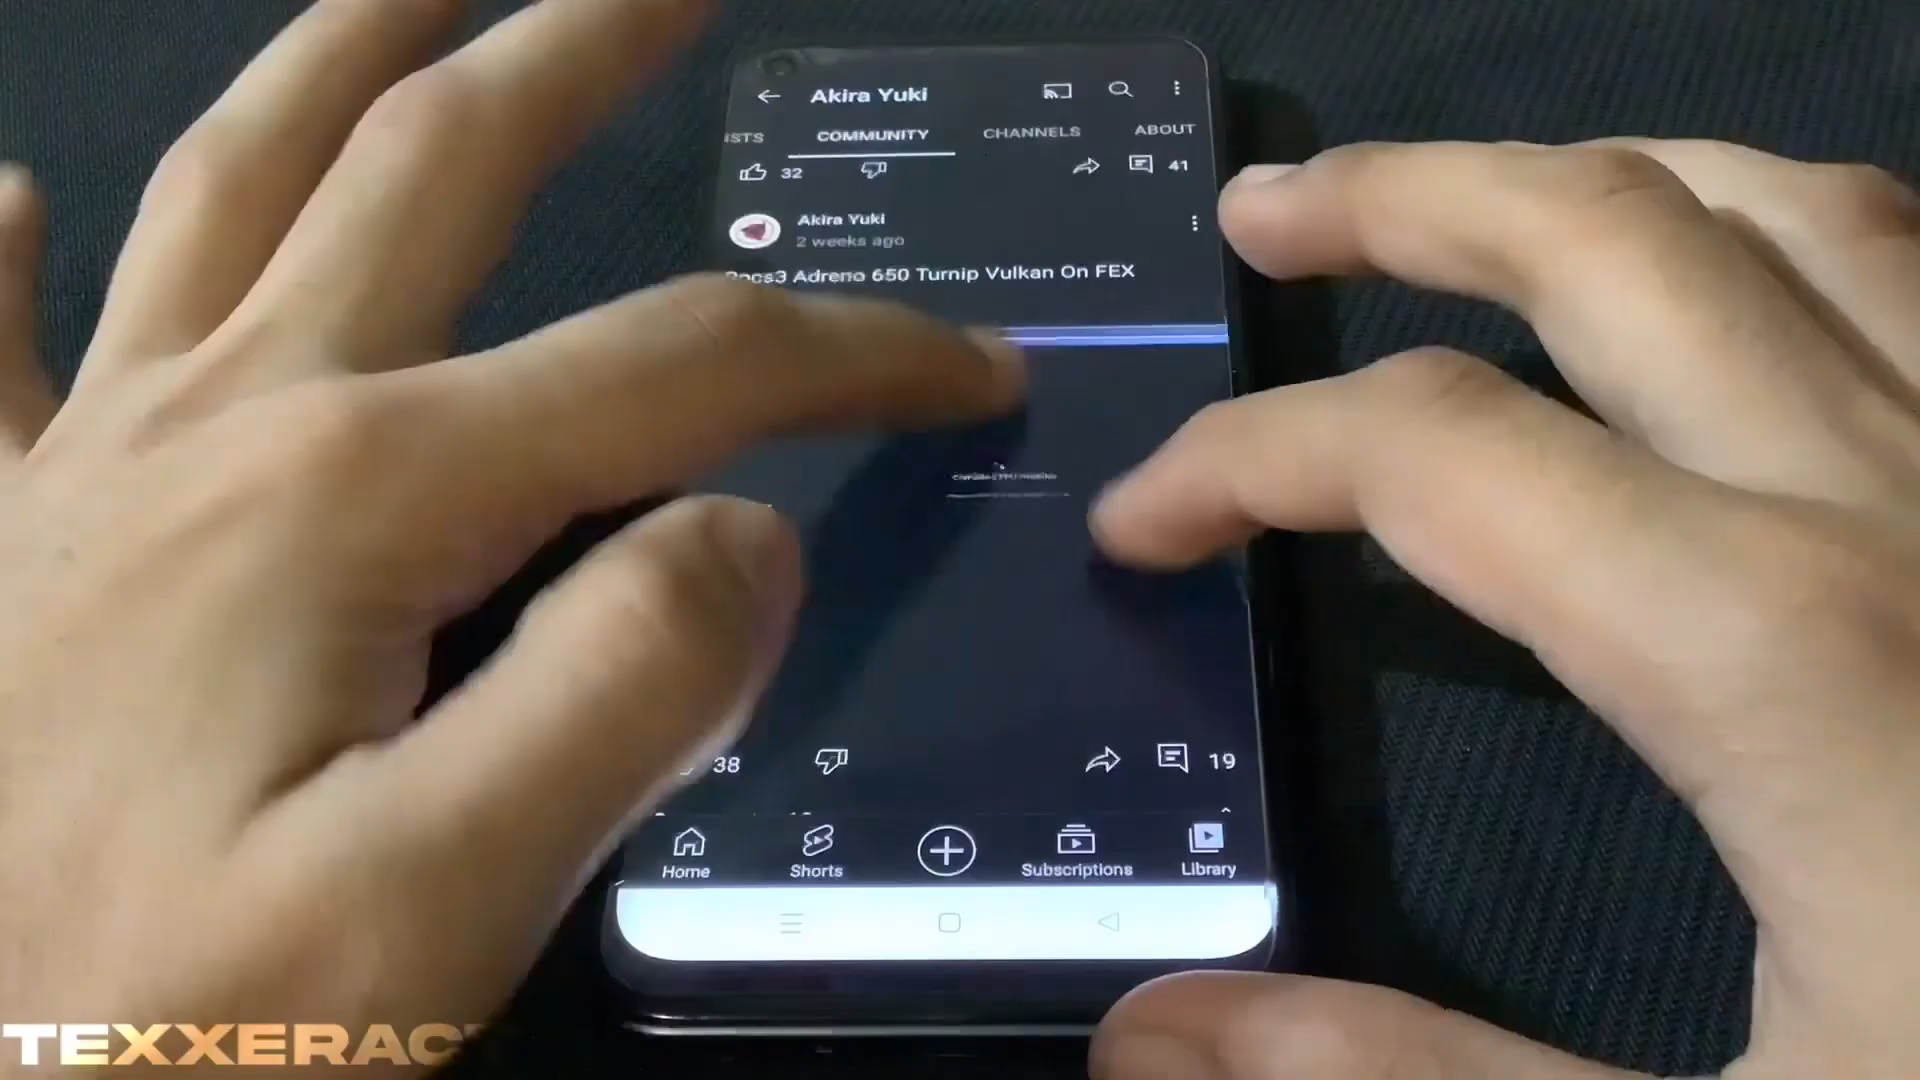 Akira Yuki
ISTS COMMUNITY CHANNELS ABOUT
32 41
Akira Yuki
2 weeks ago
Adreno 650 Turnip Vulkan On FEX
38 19
Home Shorts Subscriptions Library
TEXXERAC